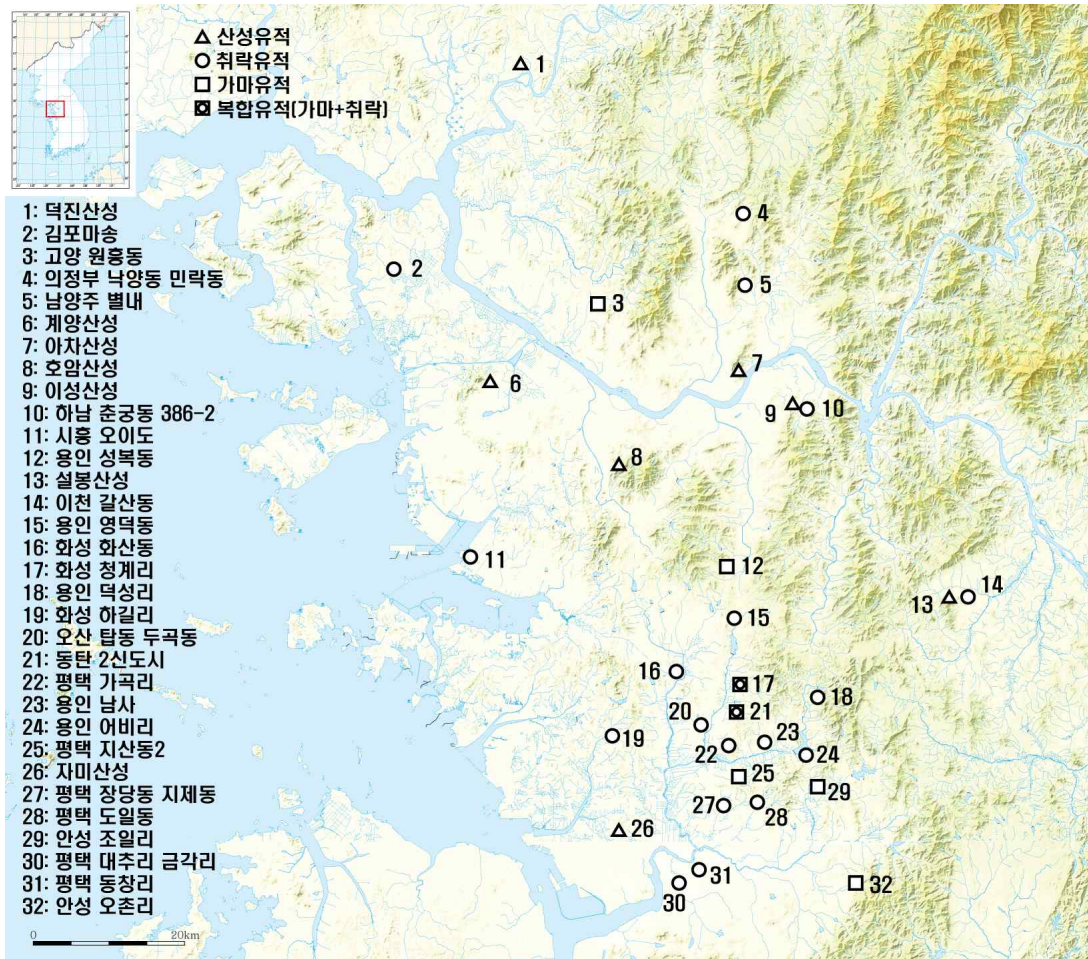 △ 산성유적
○ 취락유적
□ 가마유적
복합유적(가마+취락)
1: 덕진산성
2: 김포마송
3: 고양 원흥동
4: 의정부 낙양동 민락동
5: 남양주 별내
6: 계양산성
7: 아차산성
8: 호암산성
9: 이성산성
10: 하남 춘궁동 386-2
11: 시흥 오이도
12: 용인 성복동
13: 설봉산성
14: 이천 갈산동
15: 용인 영덕동
16: 화성 화산동
17: 화성 청계리
18: 용인 덕성리
19: 화성 하길리
20: 오산 탑동 두곡동
21: 동탄 2신도시
22: 평택 가곡리
23: 용인 남사
24: 용인 어비리
25: 평택 지산동2
26: 자미산성
27: 평택 장당동 지제동
28: 평택 도일동
29: 안성 조일리
30: 평택 대추리 금각리
31: 평택 동창리
32: 안성 오촌리
0 20km
1
4
2
5
3
7
6
9
10
8
11
12
14
13
15
16
17
18
21
20
23
19
22
24
25
29
27
28
26
31
32
30